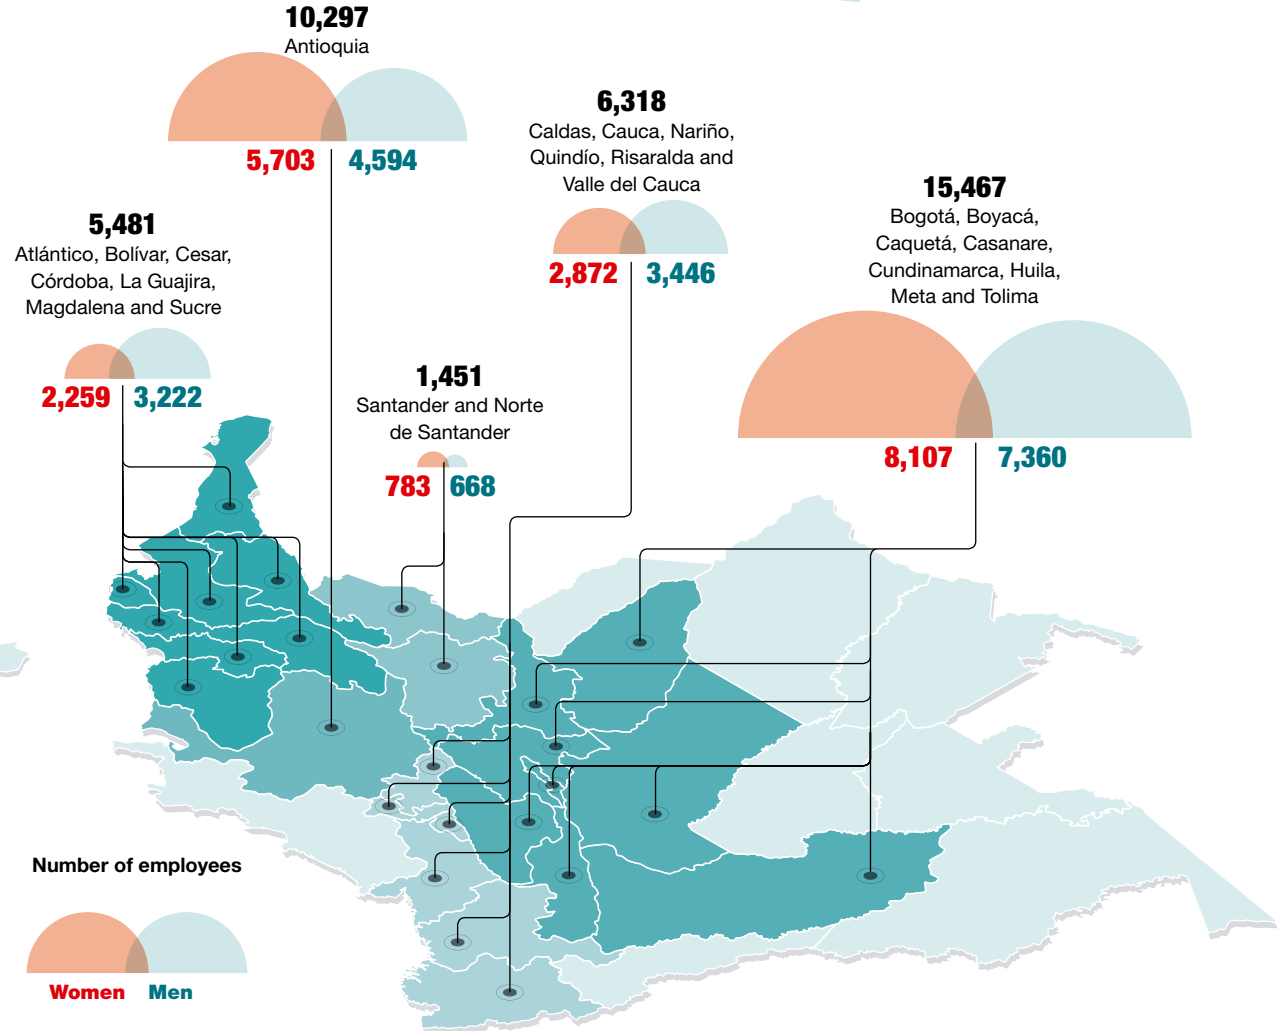 10,297
Antioquia
5,703 4,594
6,318
Caldas, Cauca, Nariño,
Quindío, Risaralda and
Valle del Cauca
2,872 3,446
15,467
Bogotá, Boyacá,
Caquetá, Casanare,
Cundinamarca, Huila,
Meta and Tolima
8,107 7,360
5,481
Atlántico, Bolívar, Cesar,
Córdoba, La Guajira,
Magdalena and Sucre
2,259 3,222
1,451
Santander and Norte
de Santander
783 668
Number of employees
Women Men